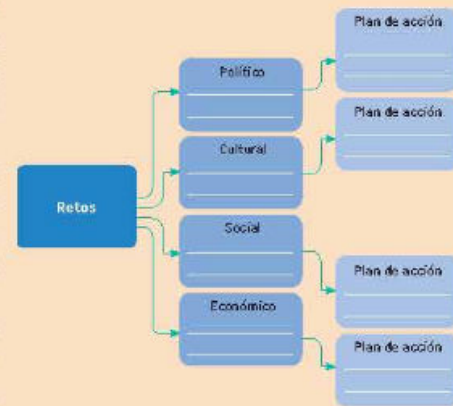 Retos
Político
Plan de acción
Cultural
Plan de acción
Social
Plan de acción
Económico
Plan de acción